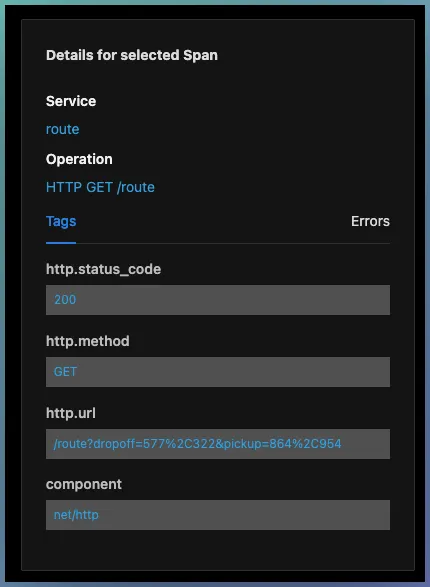 Details for selected Span
Service
route
Operation
HTTP GET /route
Tags Errors
http.status_code
200
http.method
GET
http.url
/route?dropoff=577%2C322&pickup=864%2C954
component
net/http